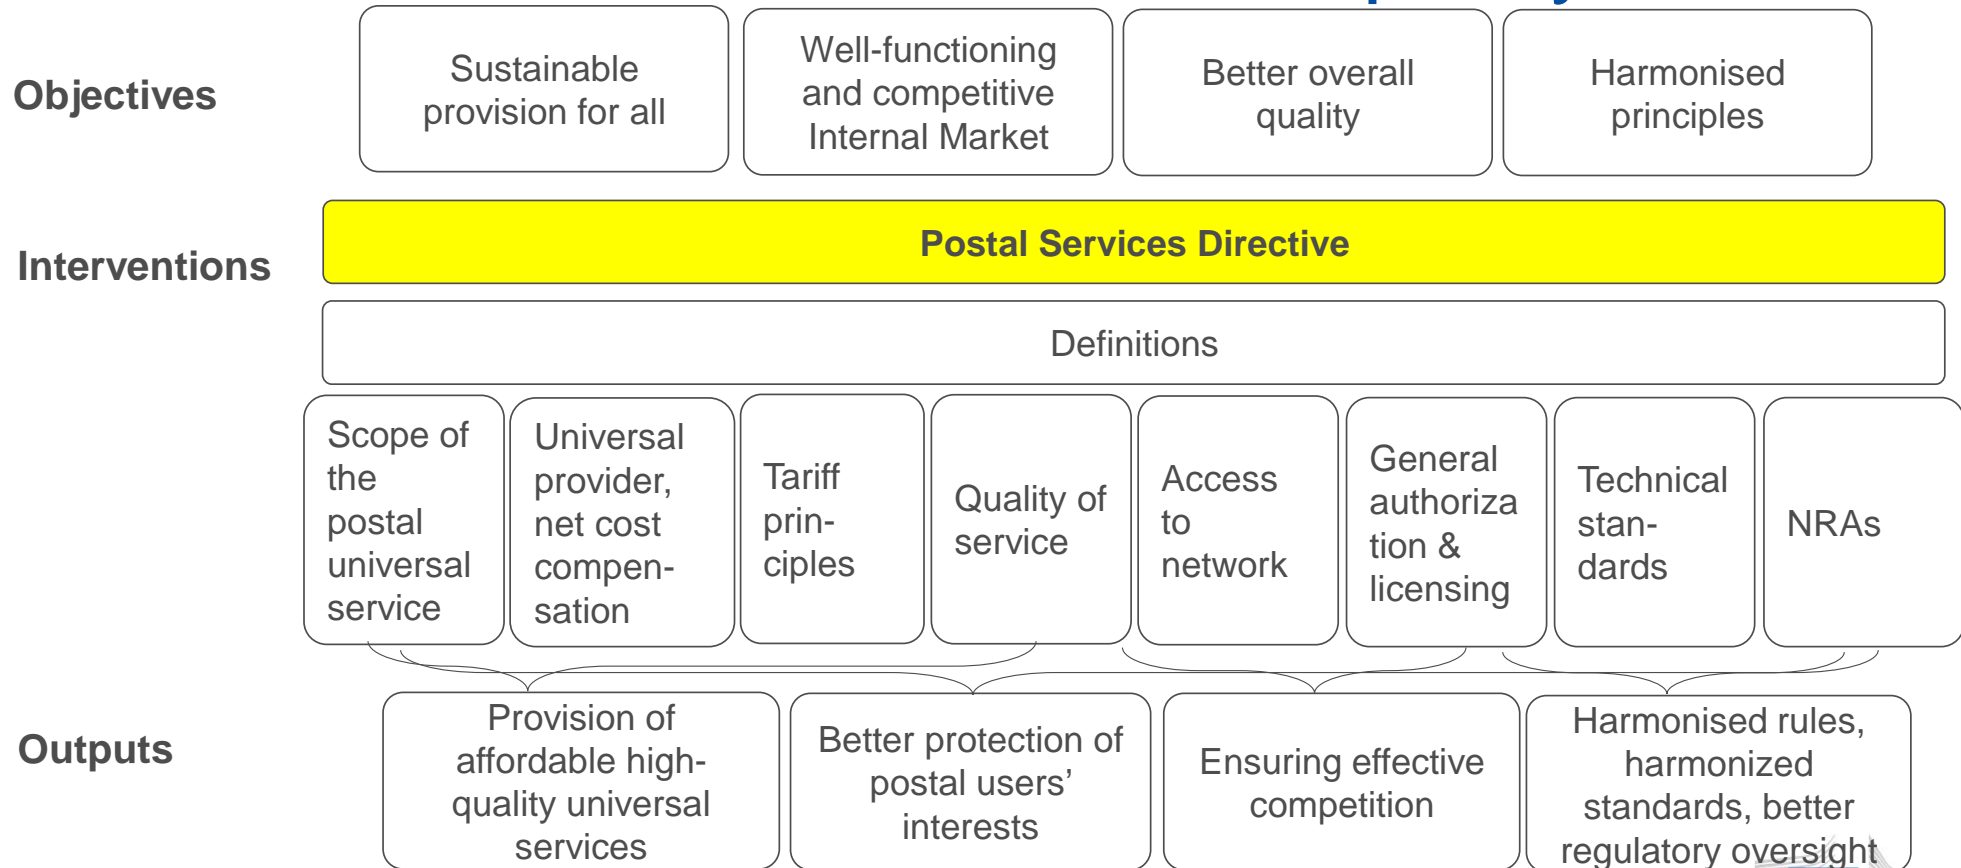 Objectives
Sustainable
provision for all
Well-functioning
and competitive
Internal Market
Better overall
quality
Harmonised
principles
Interventions
Postal Services Directive
Definitions
Scope of
the
postal
universal
service
Universal
provider,
net cost
compen-
sation
Tariff
prin-
ciples
Quality of
service
Access
to
network
General
authoriza
tion &
licensing
Technical
stan-
dards
NRAs
Outputs
Provision of
affordable high-
quality universal
services
Better protection of
postal users’
interests
Ensuring effective
competition
Harmonised rules,
harmonized
standards, better
regulatory oversight